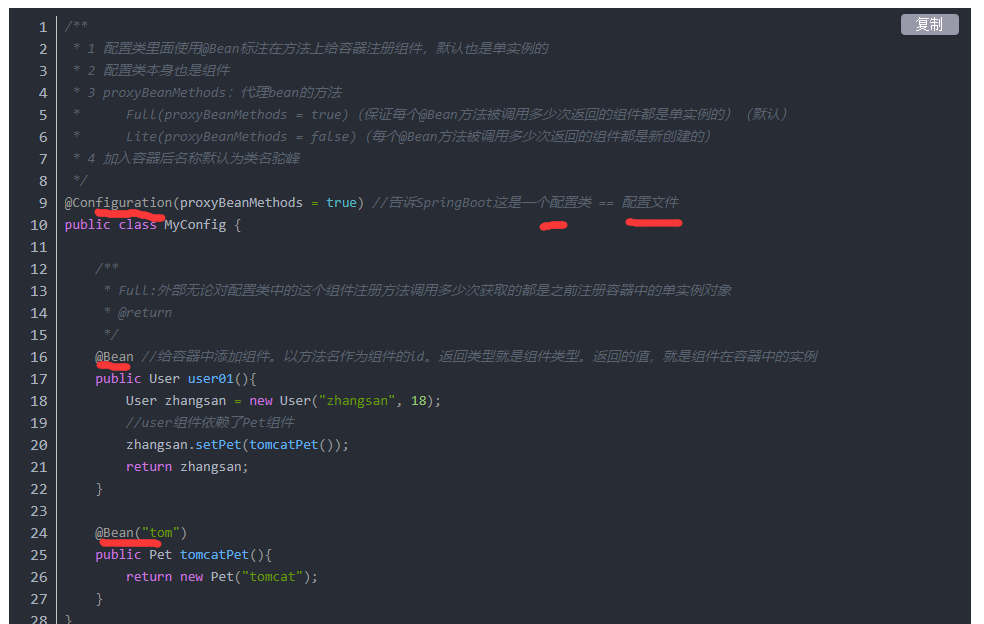 复制
1 /**
2  * 1 配置类里面使用@Bean标注在方法上给容器注册组件，默认也是单实例的
3  * 2 配置类本身也是组件
4  * 3 proxyBeanMethods：代理bean的方法
5  *      Full(proxyBeanMethods = true)（保证每个@Bean方法被调用多少次返回的组件都是单实例的）（默认）
6  *      Lite(proxyBeanMethods = false)（每个@Bean方法被调用多少次返回的组件都是新创建的）
7  * 4 加入容器后名称默认为类名驼峰
8  */
9 @Configuration(proxyBeanMethods = true) //告诉SpringBoot这是一个配置类 == 配置文件
10 public class MyConfig {
11
12     /**
13      * Full:外部无论对配置类中的这个组件注册方法调用多少次获取的都是之前注册容器中的单实例对象
14      * @return
15      */
16     @Bean //给容器中添加组件。以方法名作为组件的id。返回类型就是组件类型。返回的值，就是组件在容器中的实例
17     public User user01(){
18         User zhangsan = new User("zhangsan", 18);
19         //user组件依赖了Pet组件
20         zhangsan.setPet(tomcatPet());
21         return zhangsan;
22     }
23
24     @Bean("tom")
25     public Pet tomcatPet(){
26         return new Pet("tomcat");
27     }
28 }